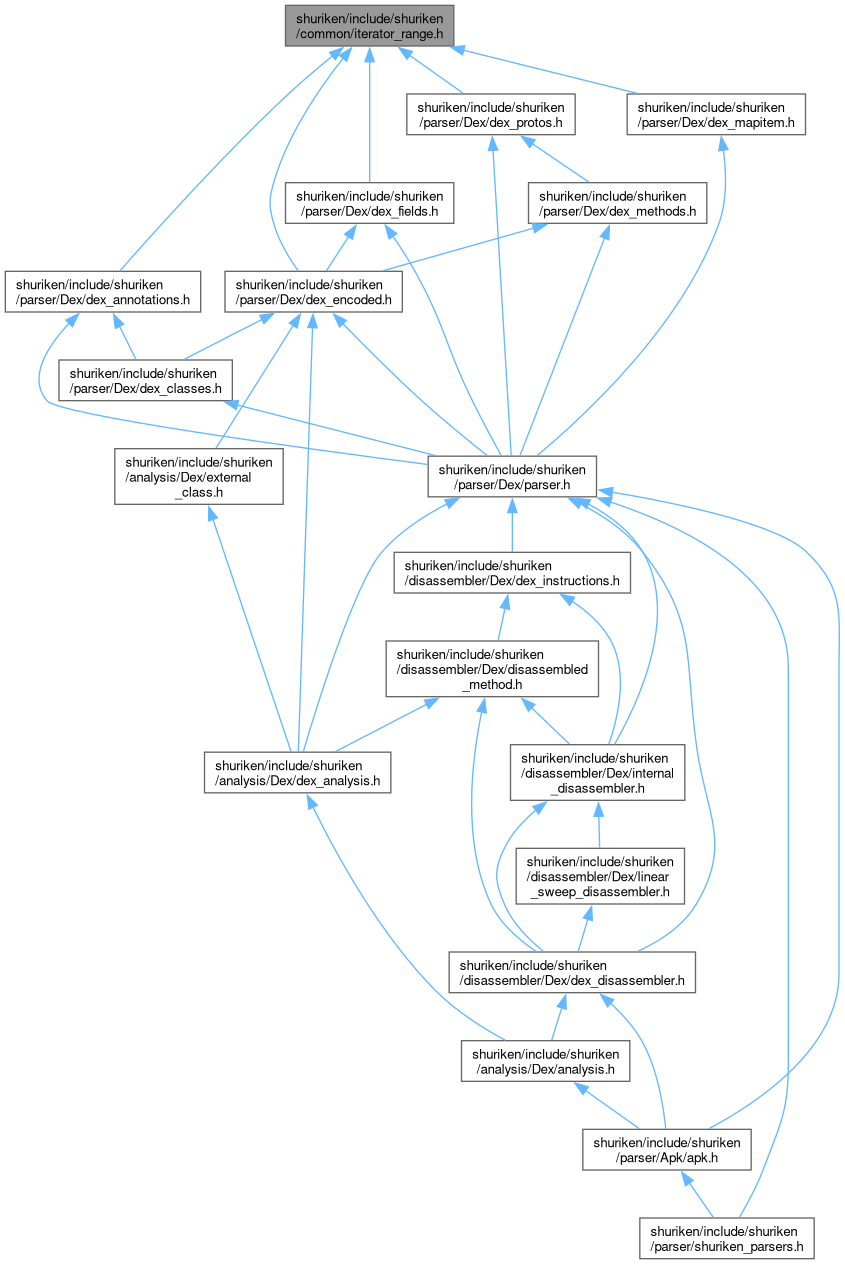 shuriken/include/shuriken
/common/iterator_range.h
shuriken/include/shuriken
/parser/Dex/dex_protos.h
shuriken/include/shuriken
/parser/Dex/dex_mapitem.h
shuriken/include/shuriken
/parser/Dex/dex_fields.h
shuriken/include/shuriken
/parser/Dex/dex_methods.h
shuriken/include/shuriken
/parser/Dex/dex_annotations.h
shuriken/include/shuriken
/parser/Dex/dex_encoded.h
shuriken/include/shuriken
/parser/Dex/dex_classes.h
shuriken/include/shuriken
/analysis/Dex/external
_class.h
shuriken/include/shuriken
/parser/Dex/parser.h
shuriken/include/shuriken
/disassembler/Dex/dex_instructions.h
shuriken/include/shuriken
/disassembler/Dex/disassembled
_method.h
shuriken/include/shuriken
/analysis/Dex/dex_analysis.h
shuriken/include/shuriken
/disassembler/Dex/internal
_disassembler.h
shuriken/include/shuriken
/disassembler/Dex/linear
_sweep_disassembler.h
shuriken/include/shuriken
/disassembler/Dex/dex_disassembler.h
shuriken/include/shuriken
/analysis/Dex/analysis.h
shuriken/include/shuriken
/parser/Apk/apk.h
shuriken/include/shuriken
/parser/shuriken_parsers.h